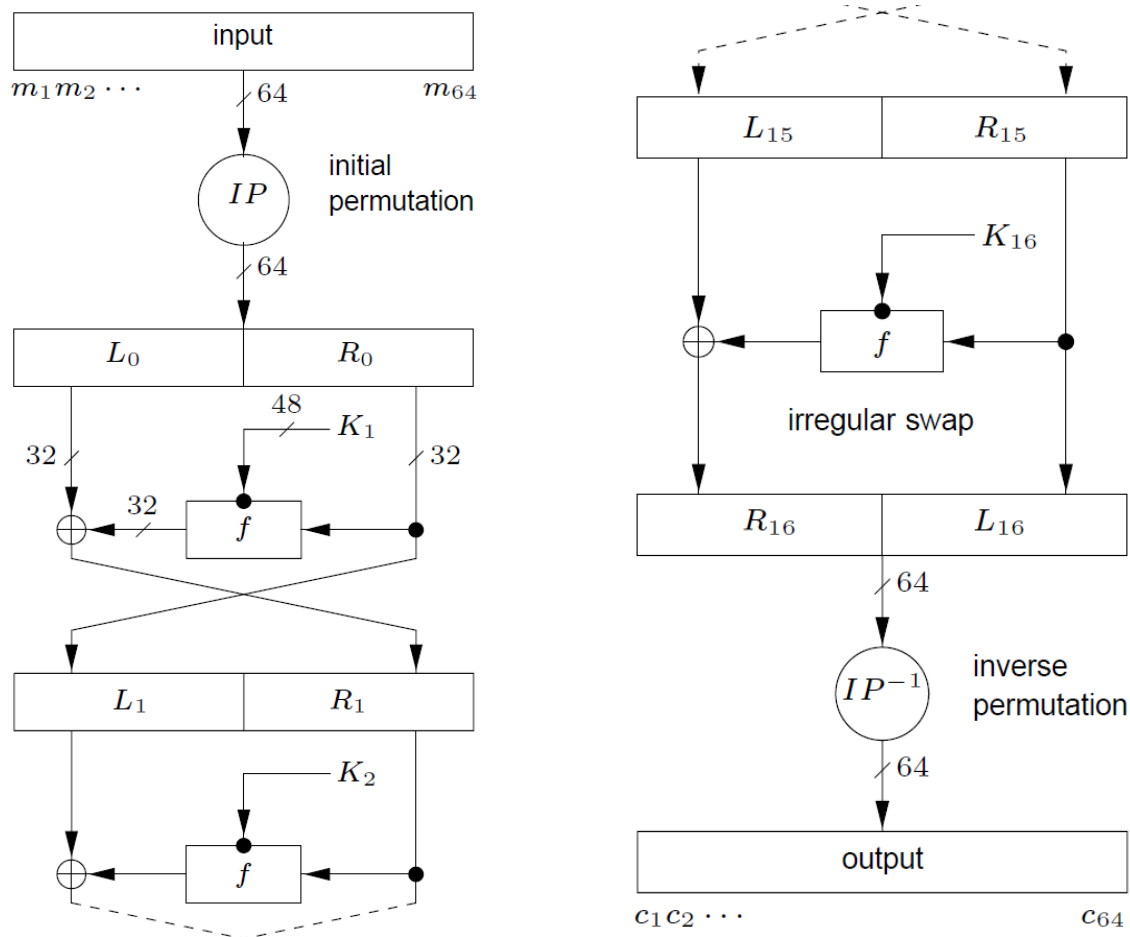 input
m₁m₂ ⋯ m₆₄
64
initial
permutation
IP
64
L₀ R₀
48
K₁
32 32
32
f
L₁ R₁
K₂
f
L₁₅ R₁₅
K₁₆
f
irregular swap
R₁₆ L₁₆
64
inverse
permutation
IP⁻¹
64
output
c₁c₂ ⋯ c₆₄